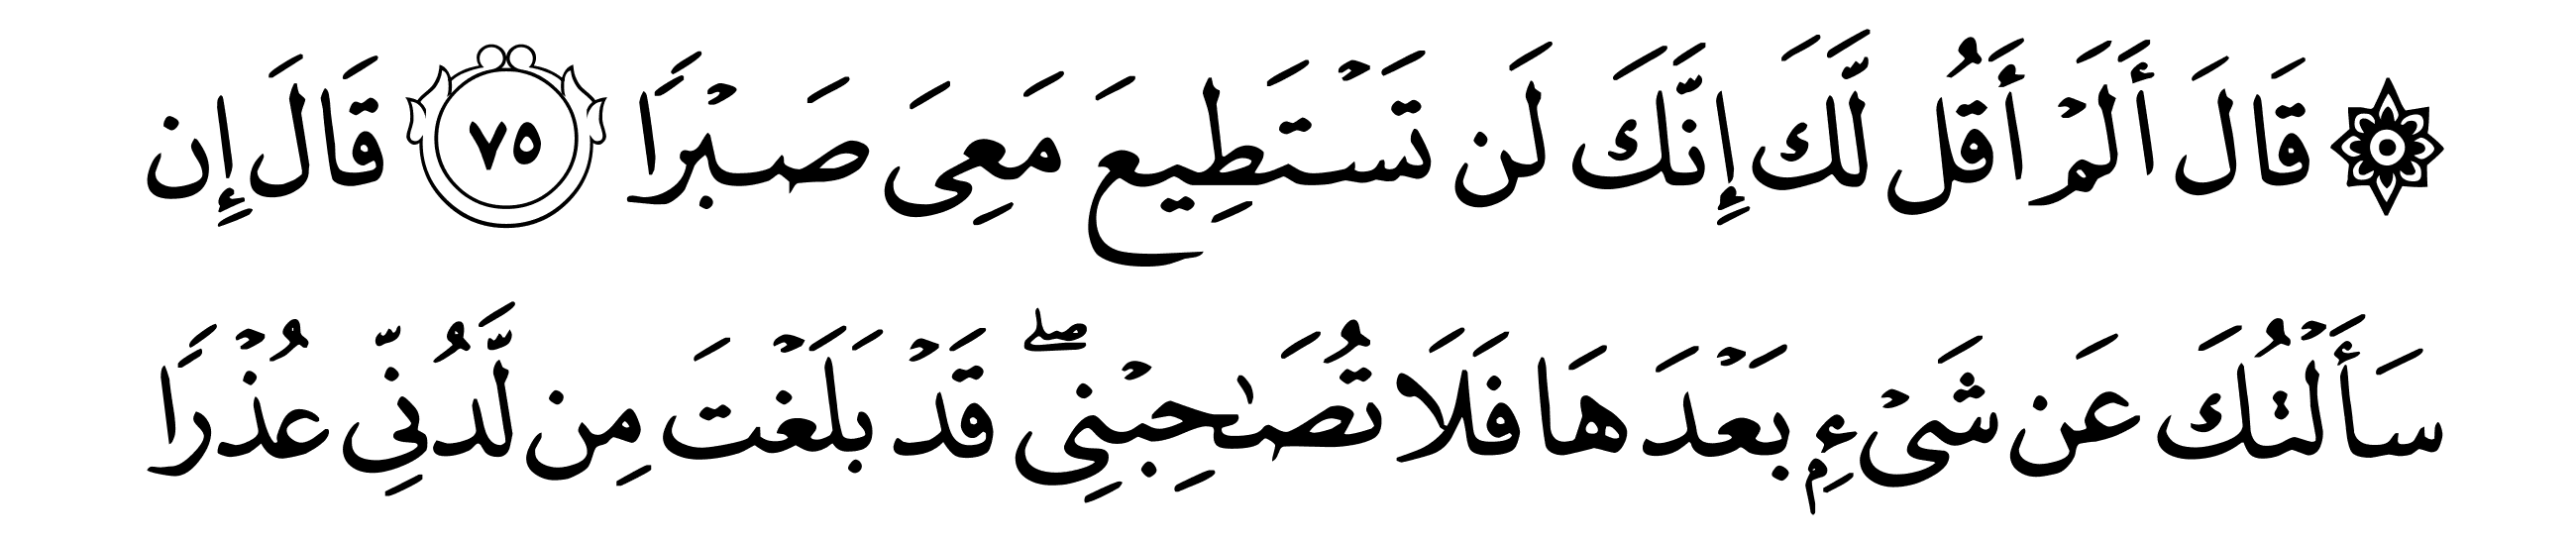 ۞ قَالَ أَلَمۡ أَقُل لَّكَ إِنَّكَ لَن تَسۡتَطِيعَ مَعِيَ صَبۡرٗا ٧٥ قَالَ إِن
سَأَلۡتُكَ عَن شَيۡءِۭ بَعۡدَهَا فَلَا تُصَٰحِبۡنِيۖ قَدۡ بَلَغۡتَ مِن لَّدُنِّي عُذۡرٗا